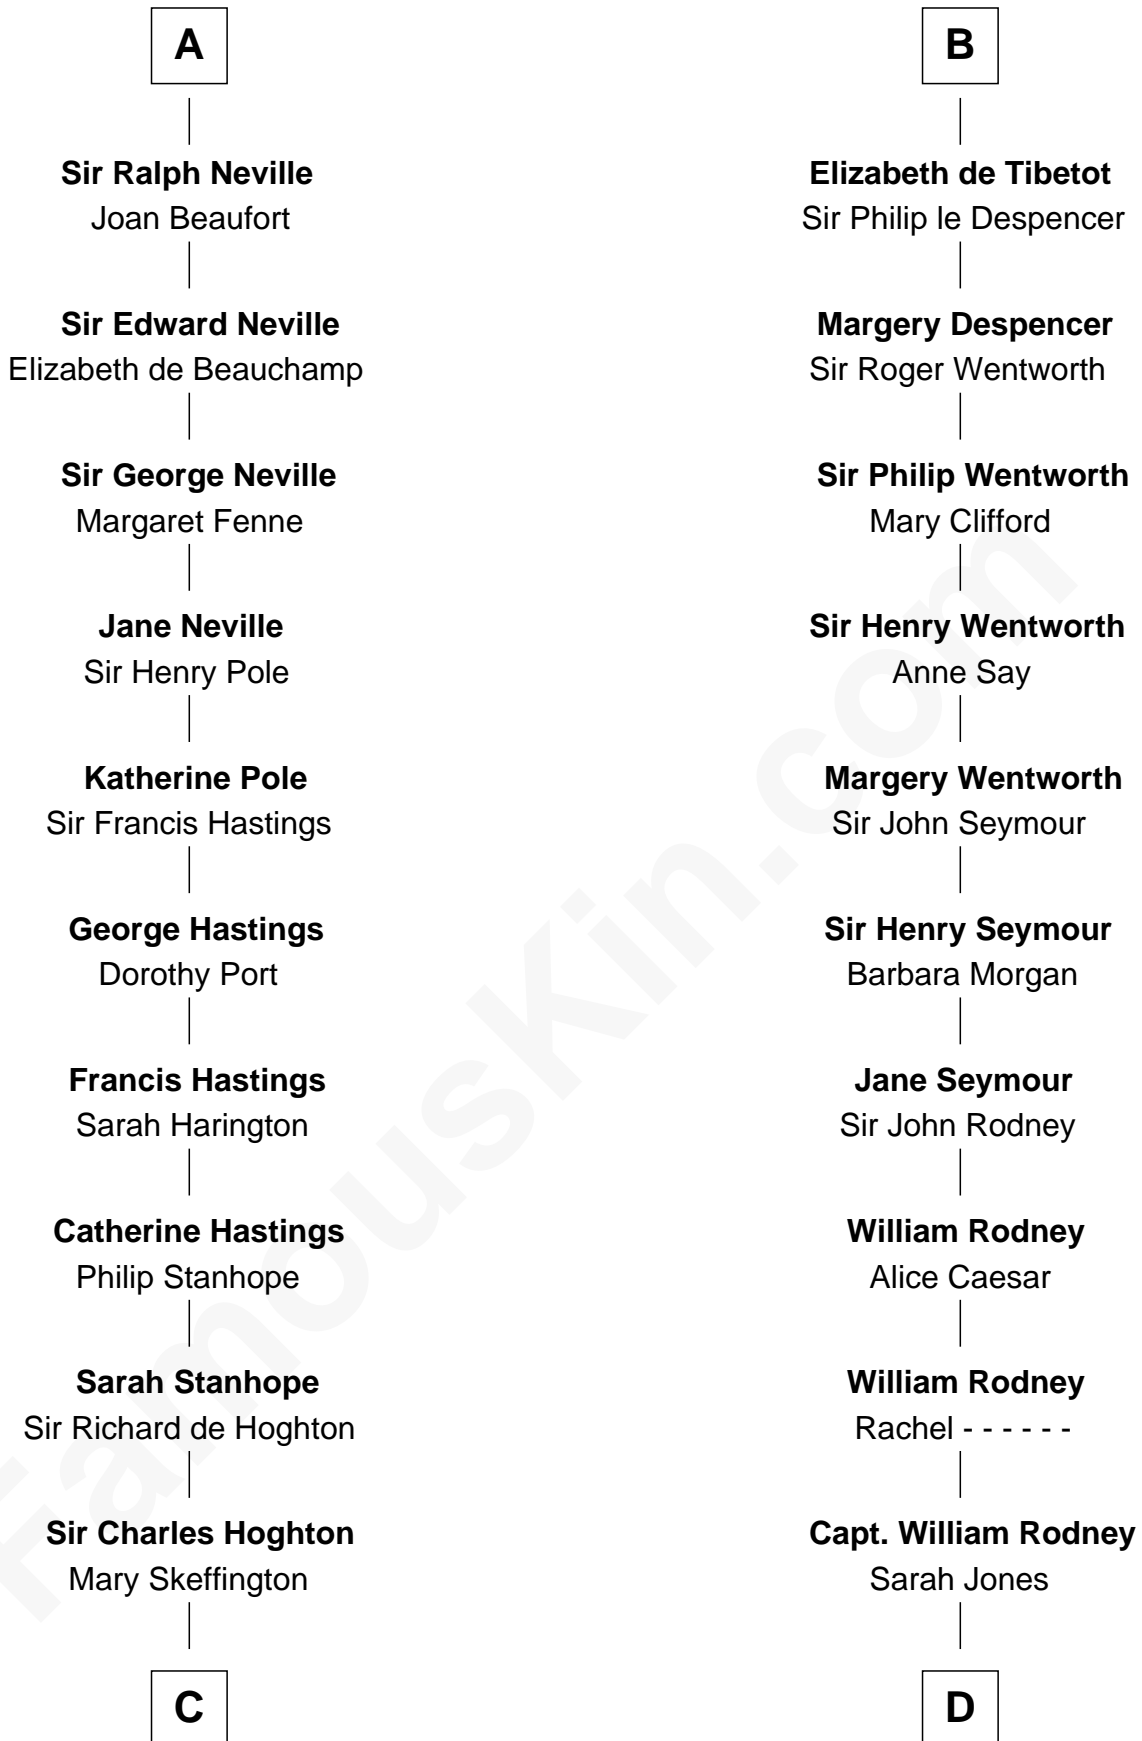 A
Sir Ralph Neville
Joan Beaufort
Sir Edward Neville
Elizabeth de Beauchamp
Sir George Neville
Margaret Fenne
Jane Neville
Sir Henry Pole
Katherine Pole
Sir Francis Hastings
George Hastings
Dorothy Port
Francis Hastings
Sarah Harington
Catherine Hastings
Philip Stanhope
Sarah Stanhope
Sir Richard de Hoghton
Sir Charles Hoghton
Mary Skeffington
C
B
Elizabeth de Tibetot
Sir Philip le Despencer
Margery Despencer
Sir Roger Wentworth
Sir Philip Wentworth
Mary Clifford
Sir Henry Wentworth
Anne Say
Margery Wentworth
Sir John Seymour
Sir Henry Seymour
Barbara Morgan
Jane Seymour
Sir John Rodney
William Rodney
Alice Caesar
William Rodney
Rachel - - - - - -
Capt. William Rodney
Sarah Jones
D
FamousKin.com